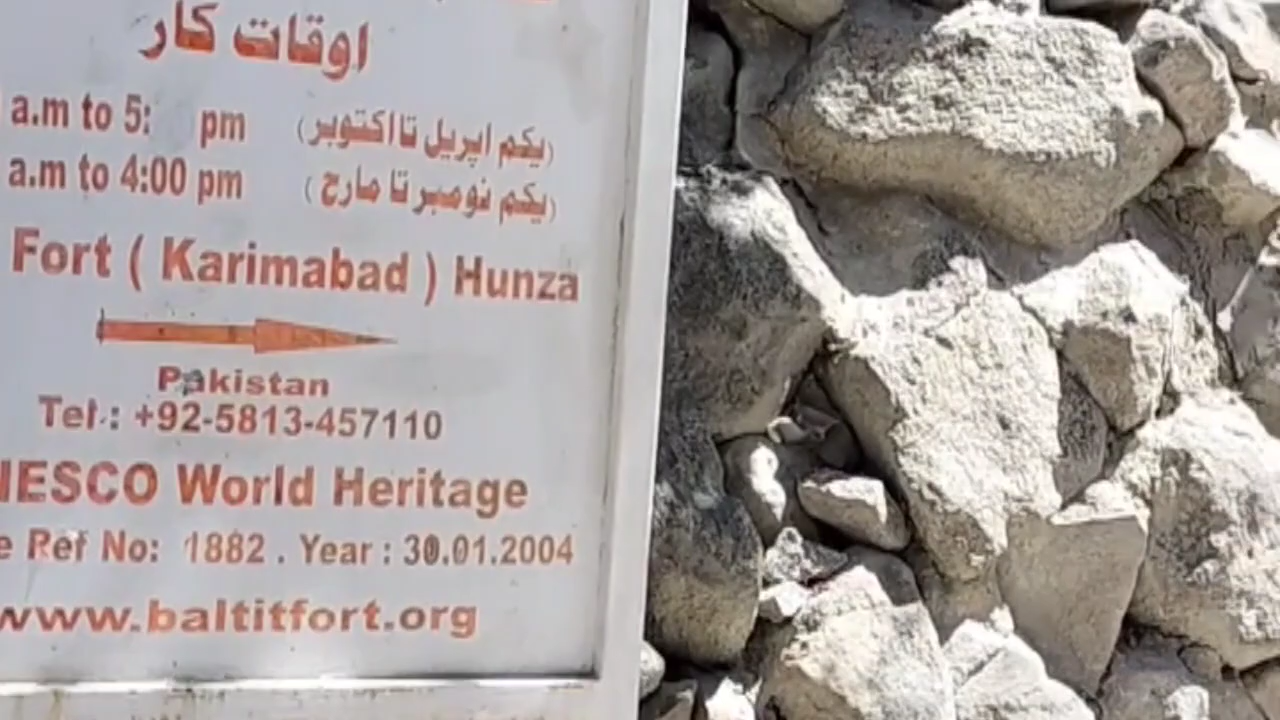 اوقات کار
a.m to 5: pm (یکم اپریل تا اکتوبر)
a.m to 4:00 pm (یکم نومبر تا مارچ)
Fort ( Karimabad ) Hunza
Pakistan
Tel.: +92-5813-457110
NESCO World Heritage
e Ref No: 1882 . Year : 30.01.2004
www.baltitfort.org